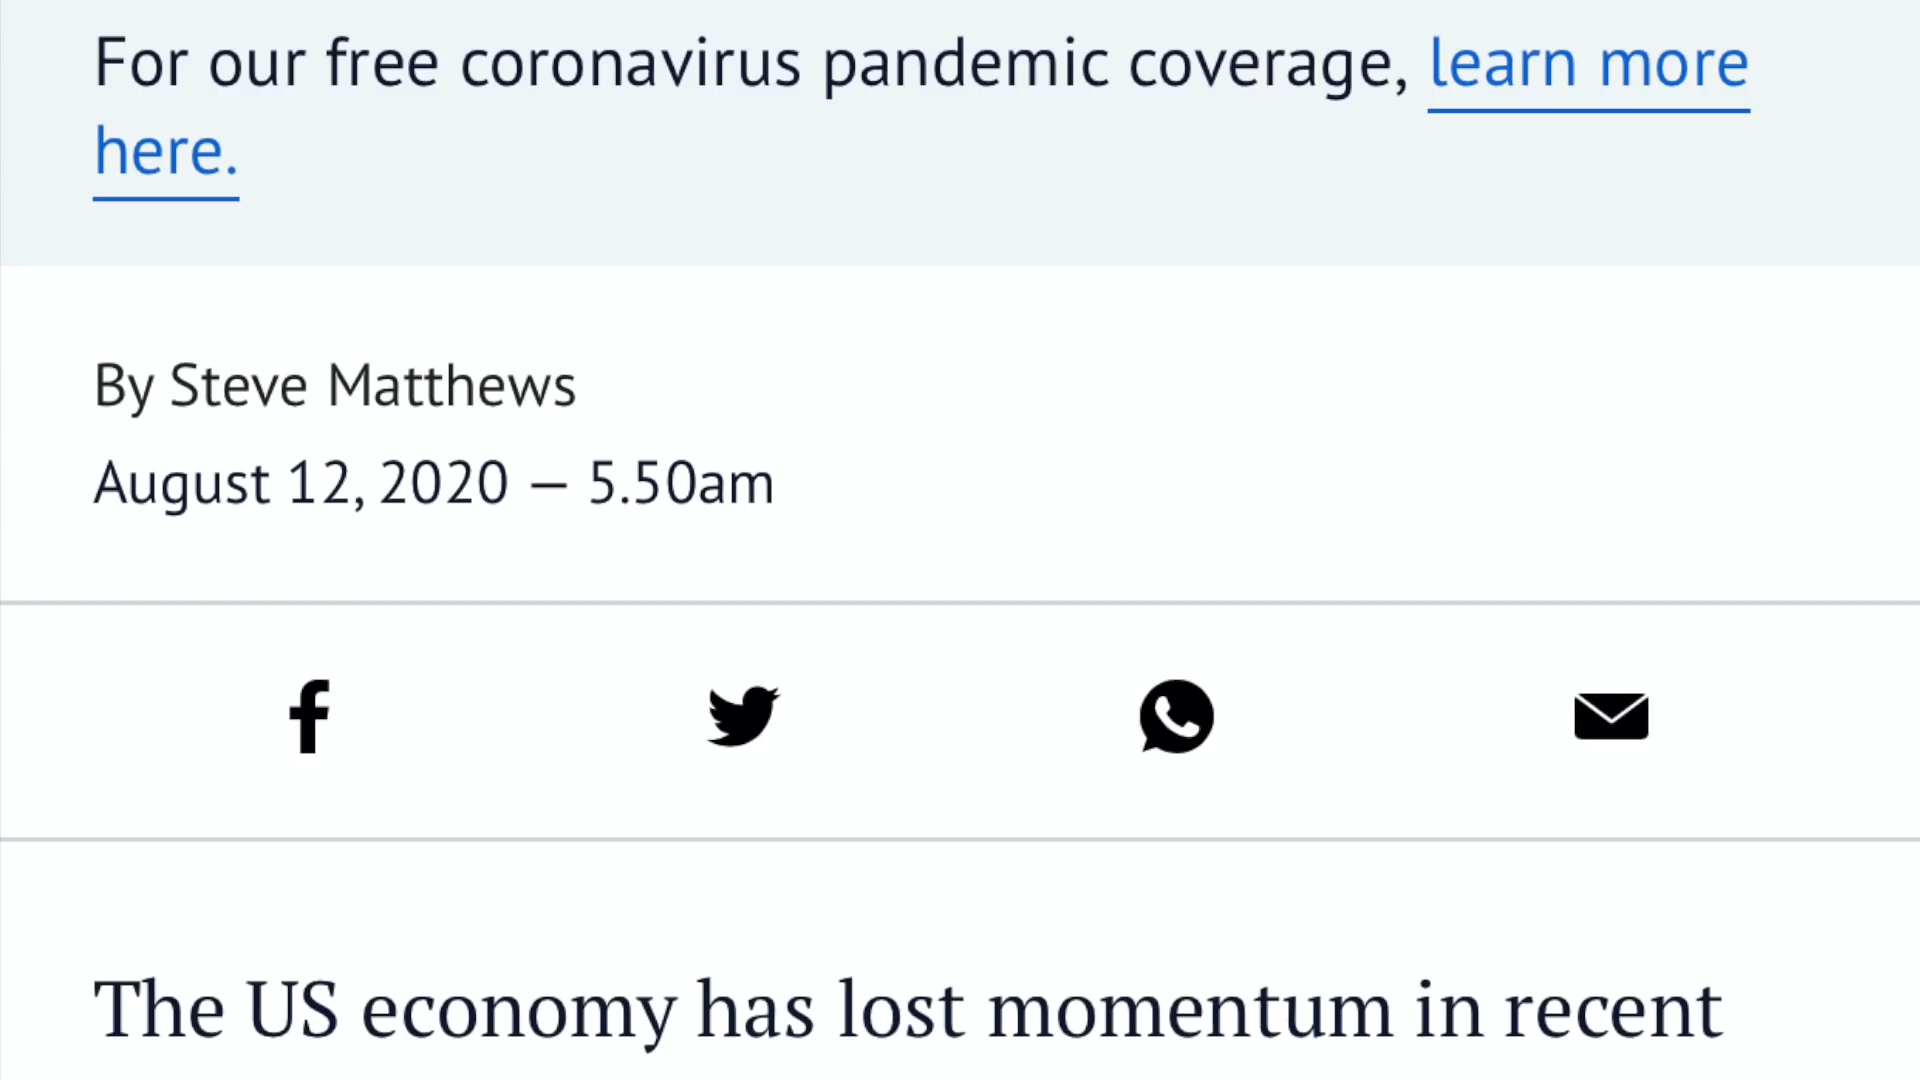 For our free coronavirus pandemic coverage, learn more
here.
By Steve Matthews
August 12, 2020 — 5.50am
The US economy has lost momentum in recent